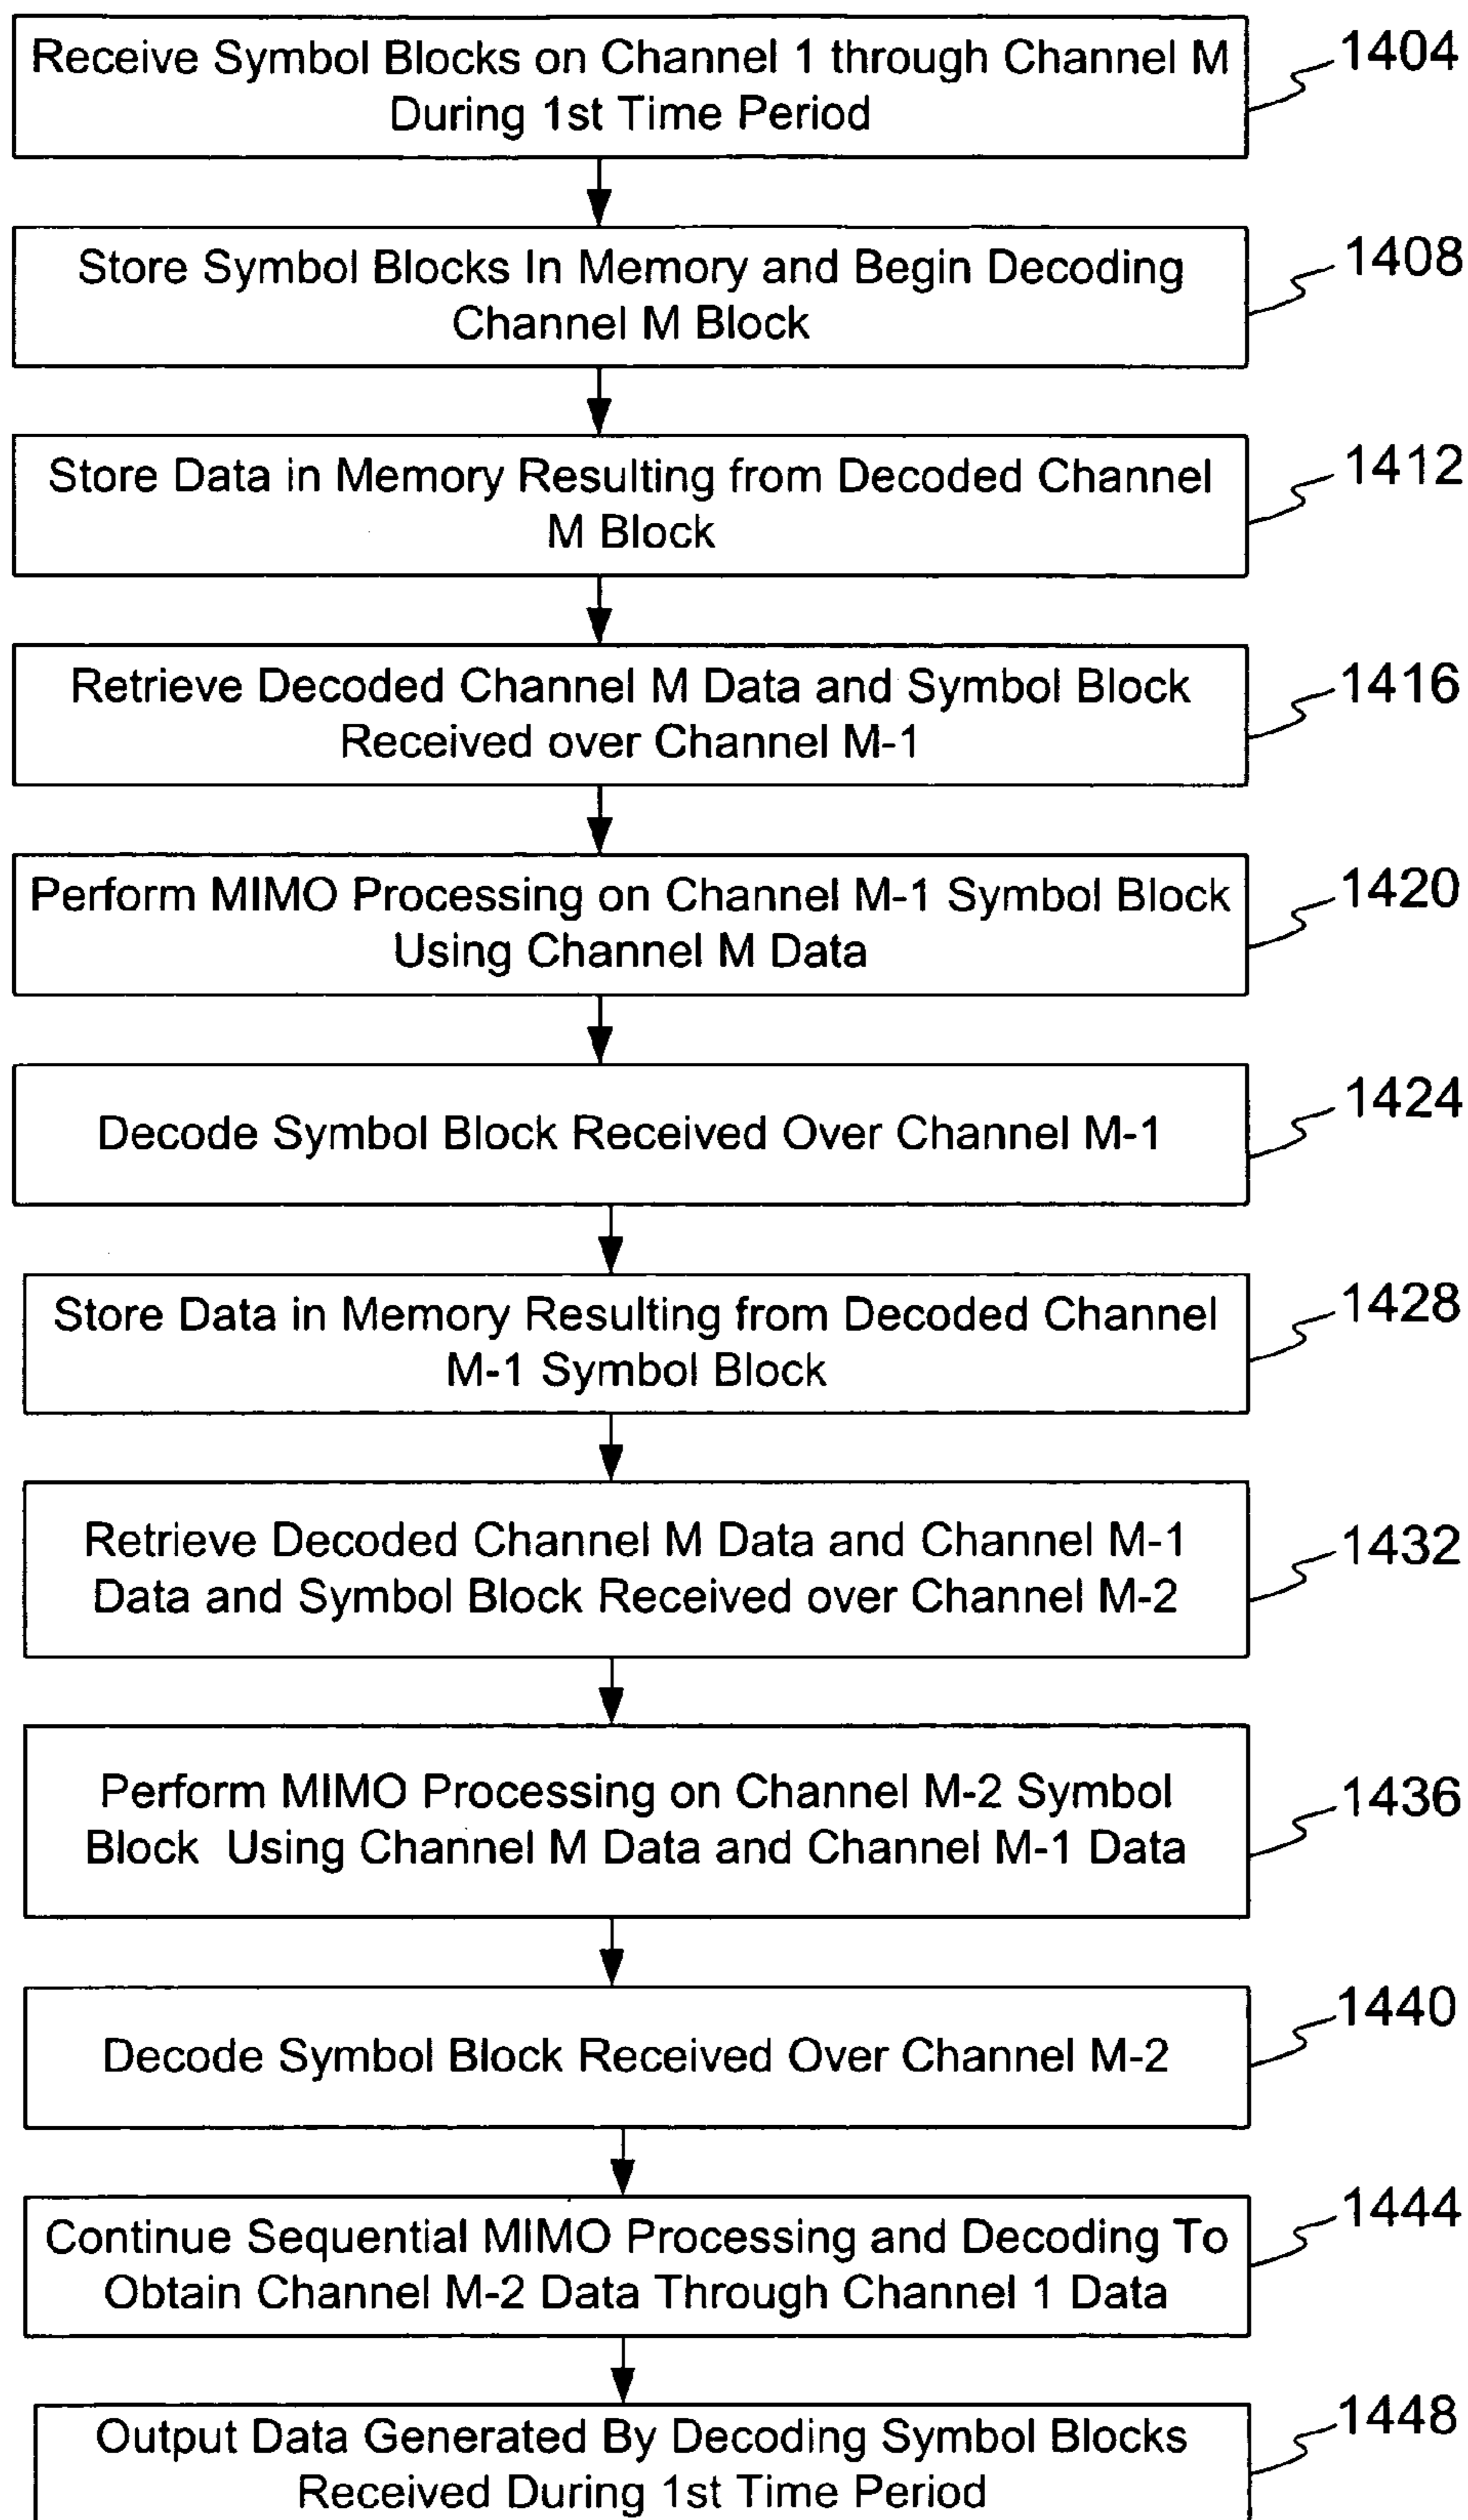 Receive Symbol Blocks on Channel 1 through Channel M
During 1st Time Period
1404
Store Symbol Blocks In Memory and Begin Decoding
Channel M Block
1408
Store Data in Memory Resulting from Decoded Channel
M Block
1412
Retrieve Decoded Channel M Data and Symbol Block
Received over Channel M-1
1416
Perform MIMO Processing on Channel M-1 Symbol Block
Using Channel M Data
1420
Decode Symbol Block Received Over Channel M-1
1424
Store Data in Memory Resulting from Decoded Channel
M-1 Symbol Block
1428
Retrieve Decoded Channel M Data and Channel M-1
Data and Symbol Block Received over Channel M-2
1432
Perform MIMO Processing on Channel M-2 Symbol
Block Using Channel M Data and Channel M-1 Data
1436
Decode Symbol Block Received Over Channel M-2
1440
Continue Sequential MIMO Processing and Decoding To
Obtain Channel M-2 Data Through Channel 1 Data
1444
Output Data Generated By Decoding Symbol Blocks
Received During 1st Time Period
1448